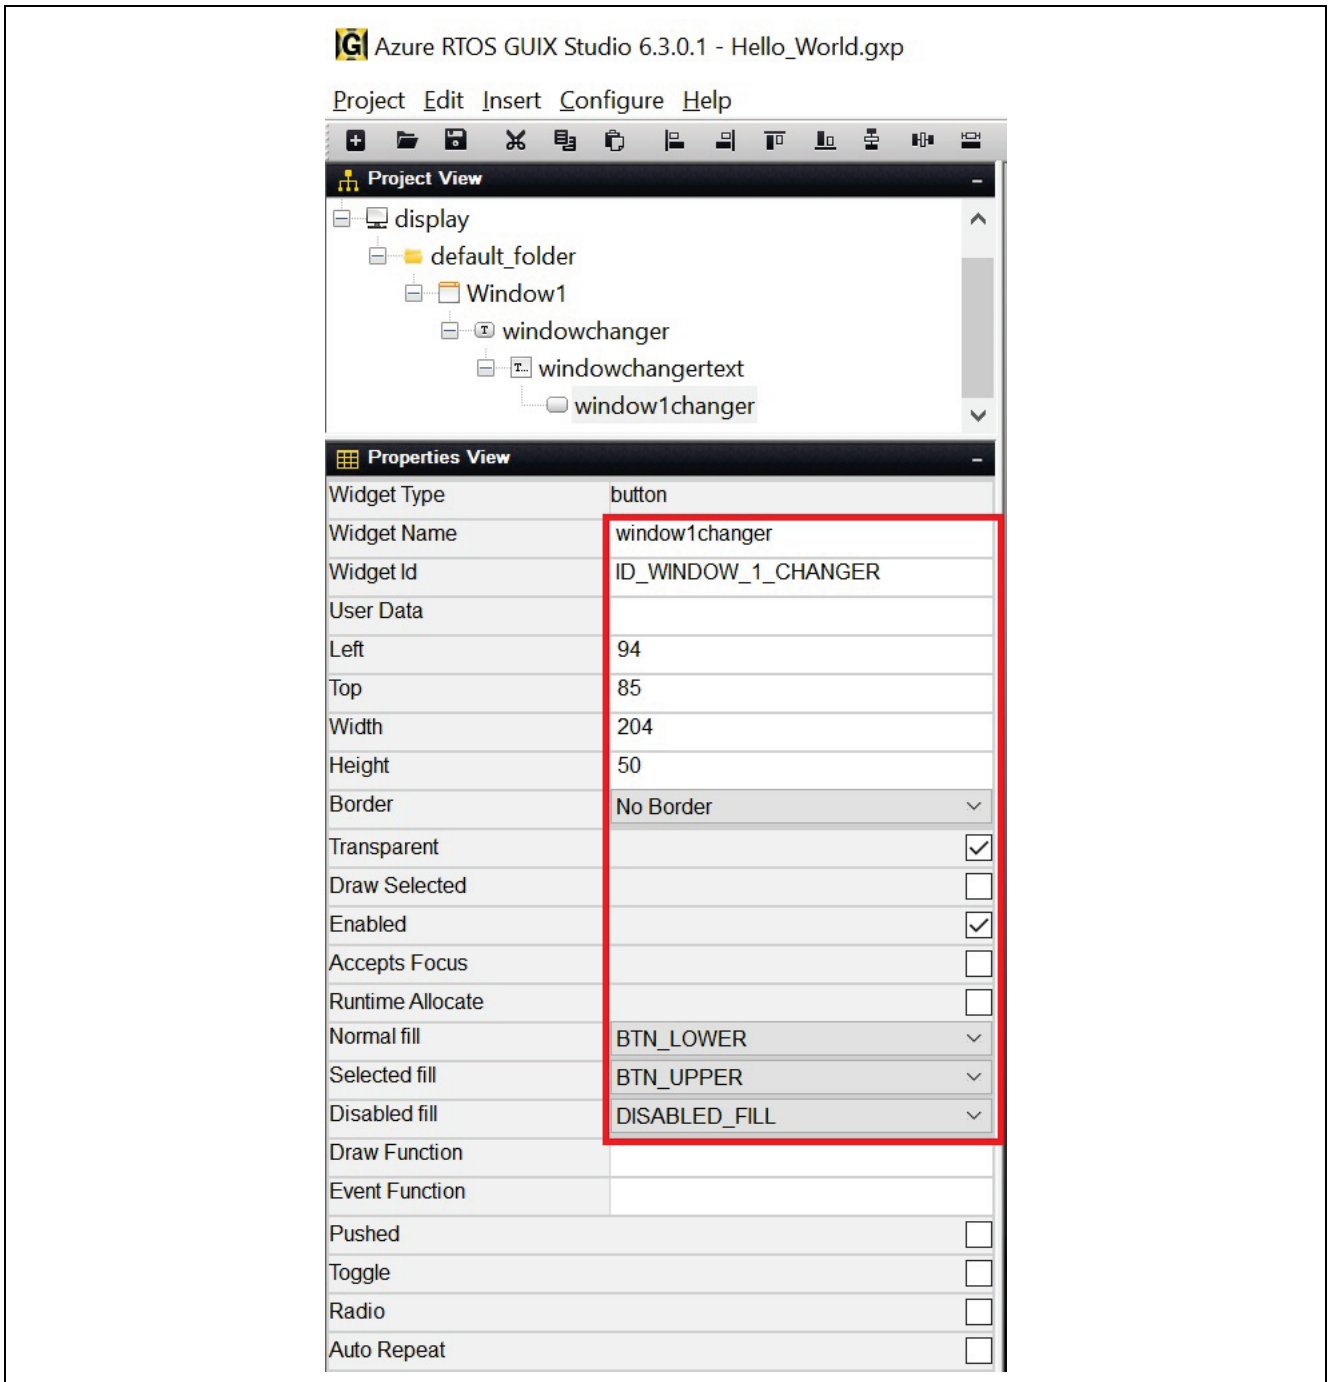 Azure RTOS GUIX Studio 6.3.0.1 - Hello_World.gxp
Project Edit Insert Configure Help
Project View
display
default_folder
Window1
windowchanger
windowchangertext
window1changer
Properties View
Widget Type button
Widget Name window1changer
Widget Id ID_WINDOW_1_CHANGER
User Data
Left 94
Top 85
Width 204
Height 50
Border No Border
Transparent
Draw Selected
Enabled
Accepts Focus
Runtime Allocate
Normal fill BTN_LOWER
Selected fill BTN_UPPER
Disabled fill DISABLED_FILL
Draw Function
Event Function
Pushed
Toggle
Radio
Auto Repeat